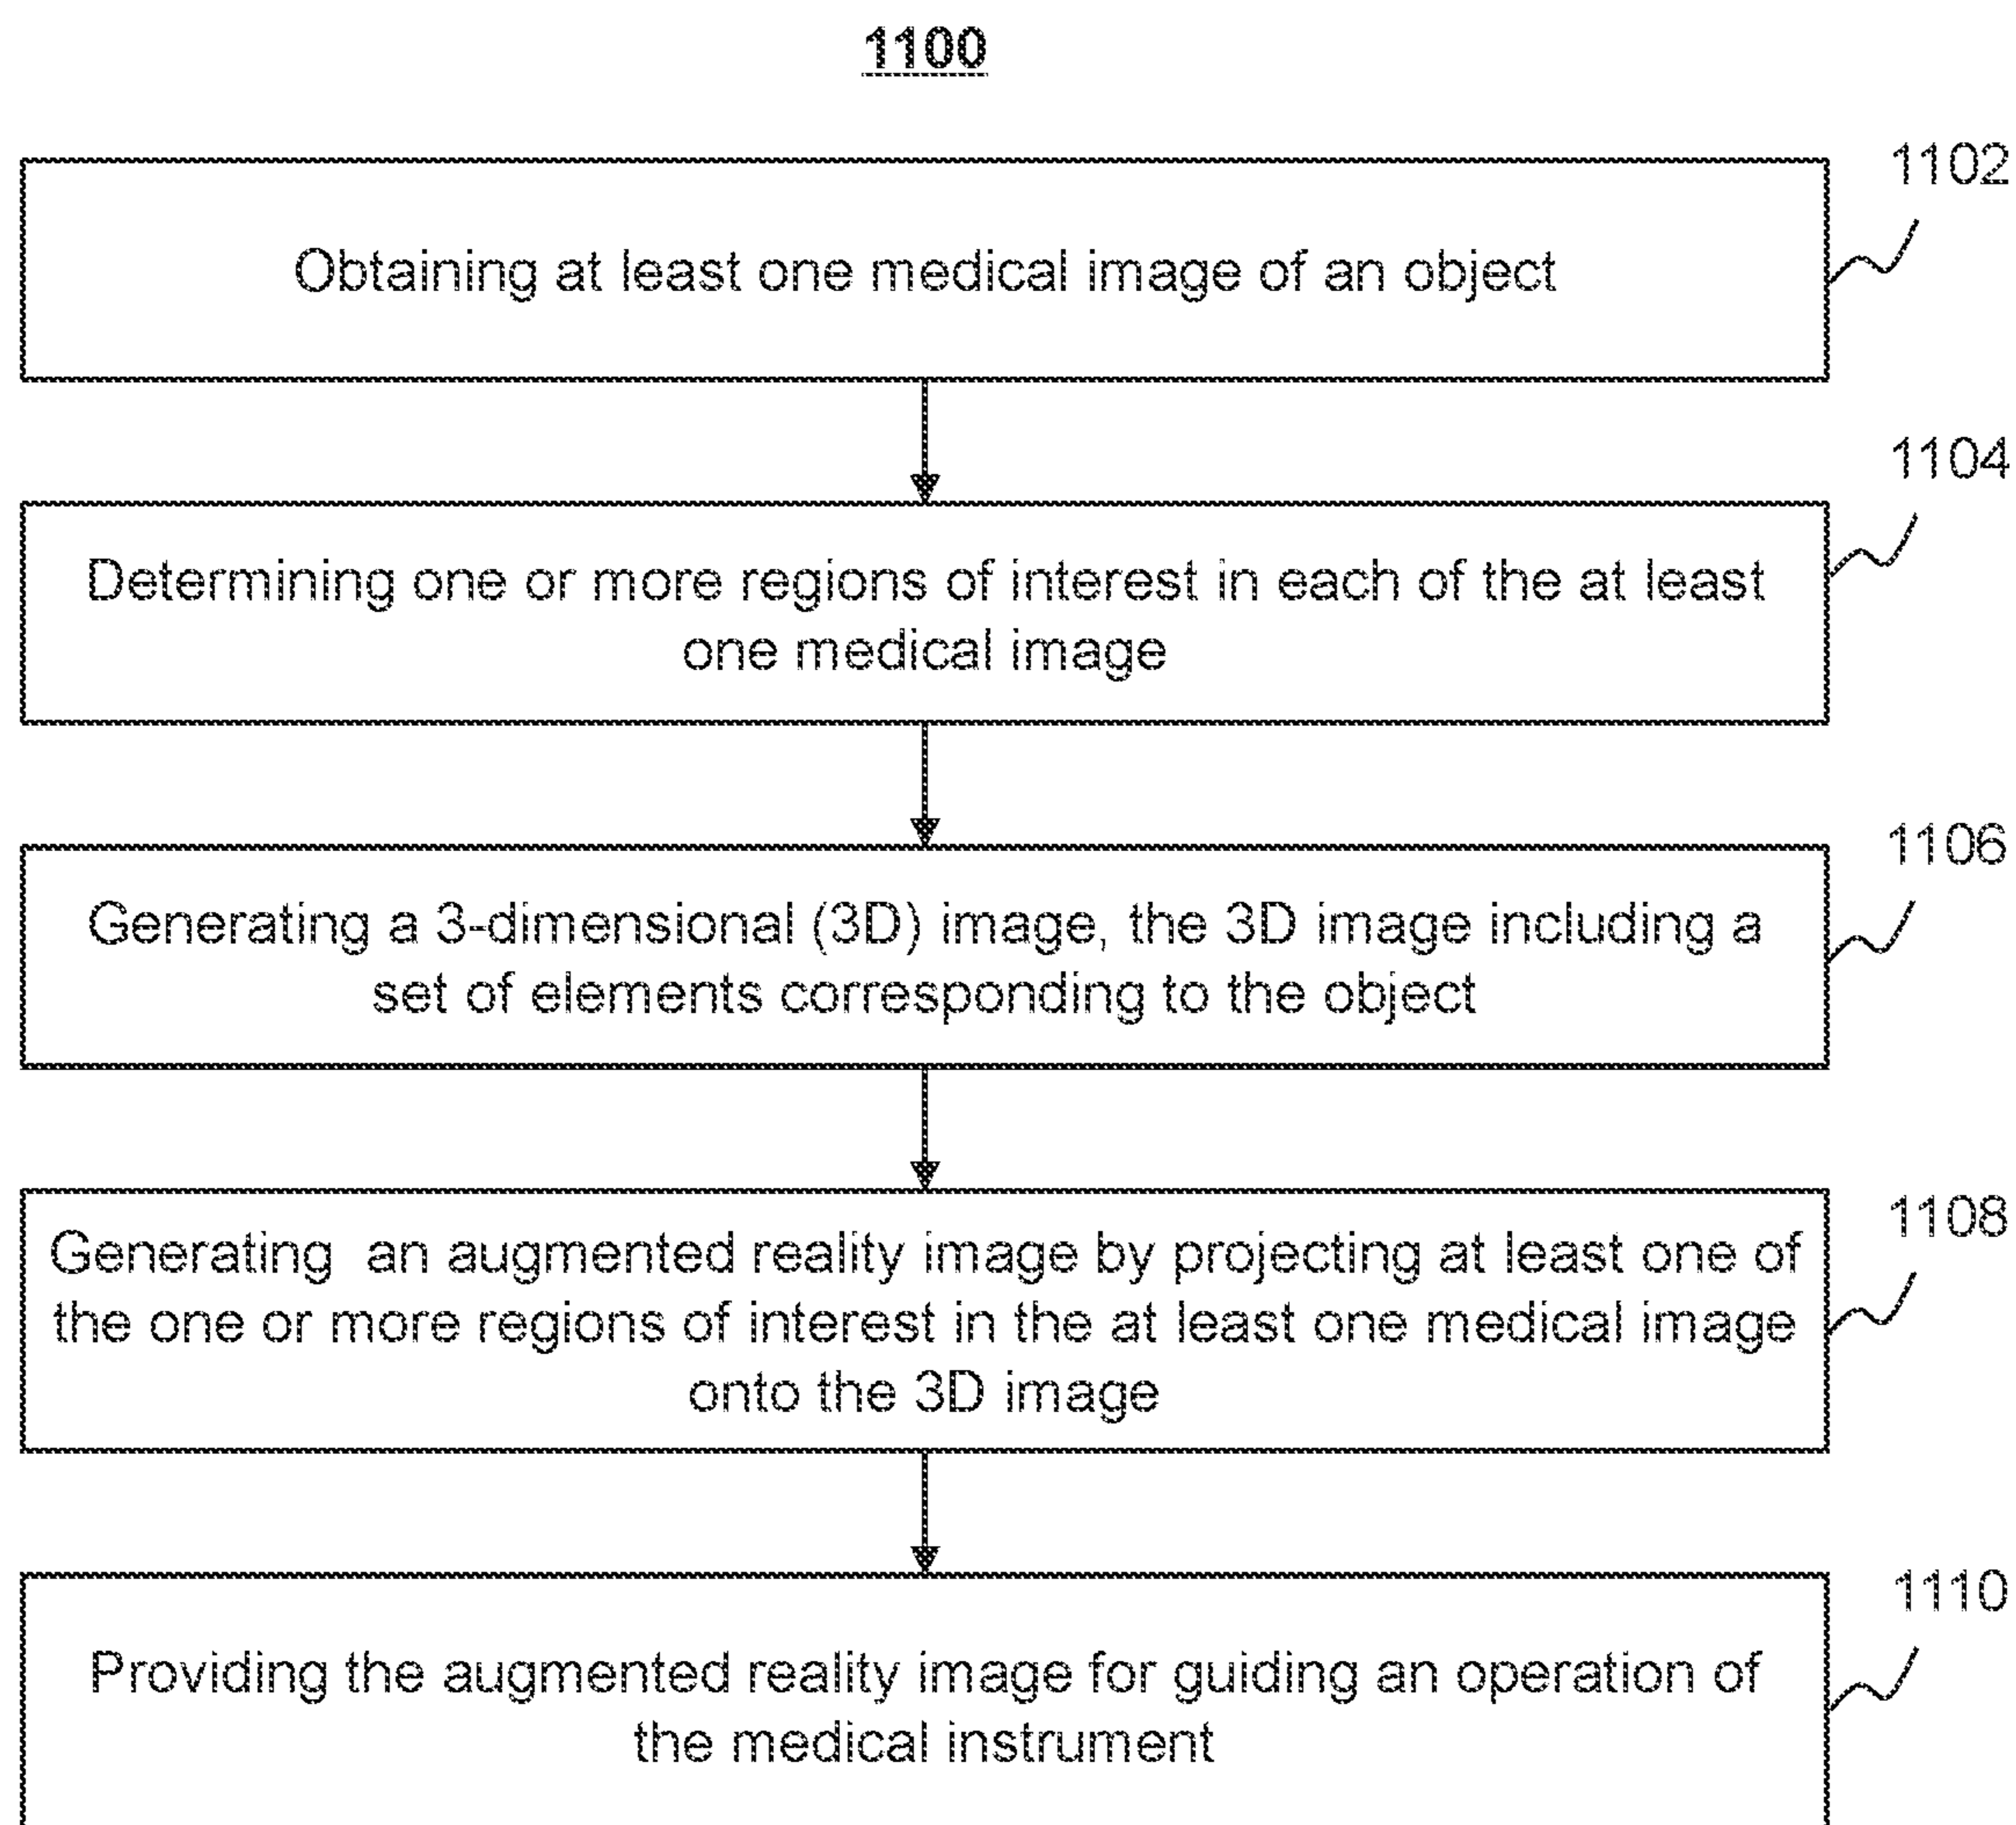 1100
1102
Obtaining at least one medical image of an object
1104
Determining one or more regions of interest in each of the at least
one medical image
1106
Generating a 3-dimensional (3D) image, the 3D image including a
set of elements corresponding to the object
1108
Generating an augmented reality image by projecting at least one of
the one or more regions of interest in the at least one medical image
onto the 3D image
1110
Providing the augmented reality image for guiding an operation of
the medical instrument